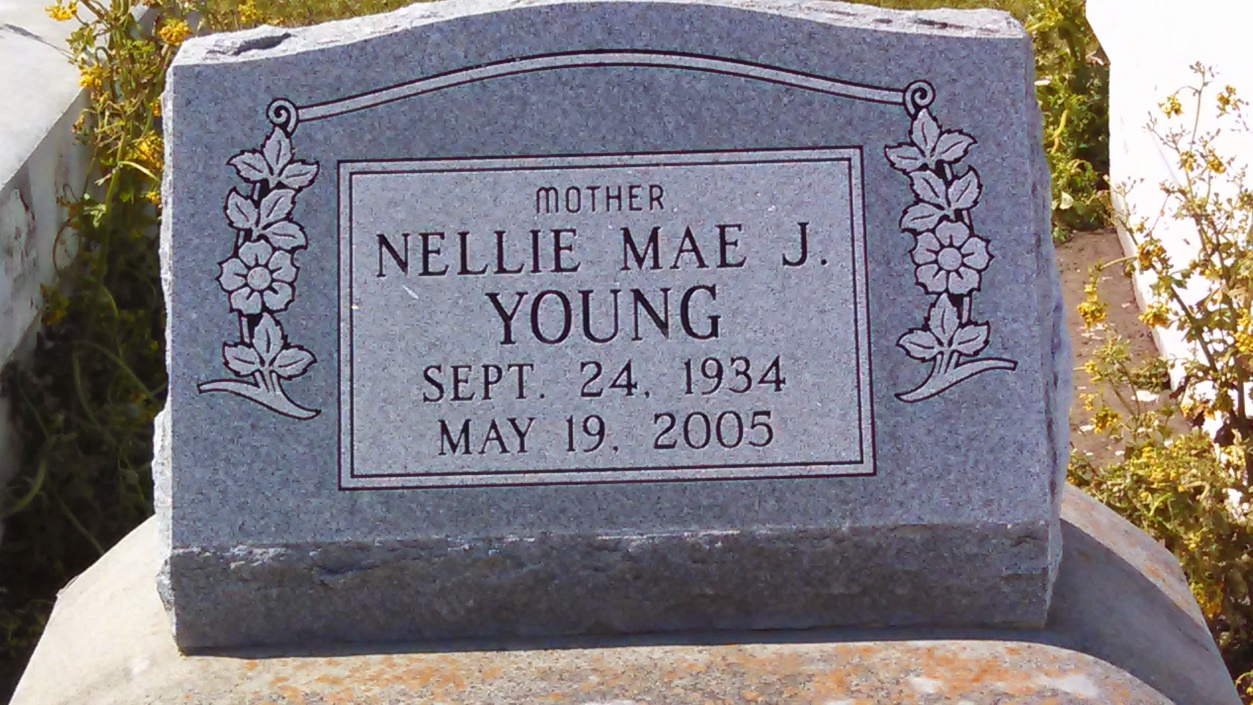 MOTHER
NELLIE MAE J.
YOUNG
SEPT. 24, 1934
MAY 19, 2005